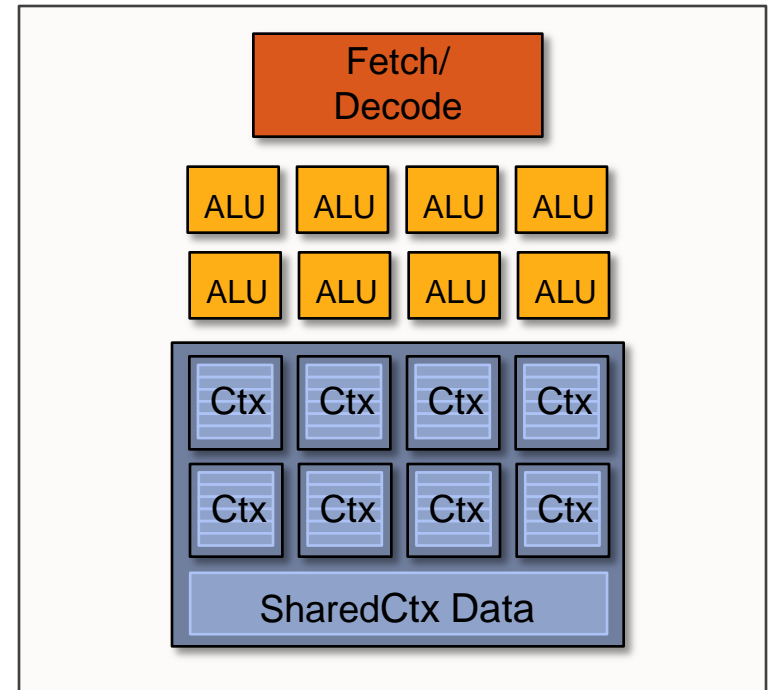 Fetch/
Decode
ALU ALU ALU ALU
ALU ALU ALU ALU
Ctx Ctx Ctx Ctx
Ctx Ctx Ctx Ctx
SharedCtx Data